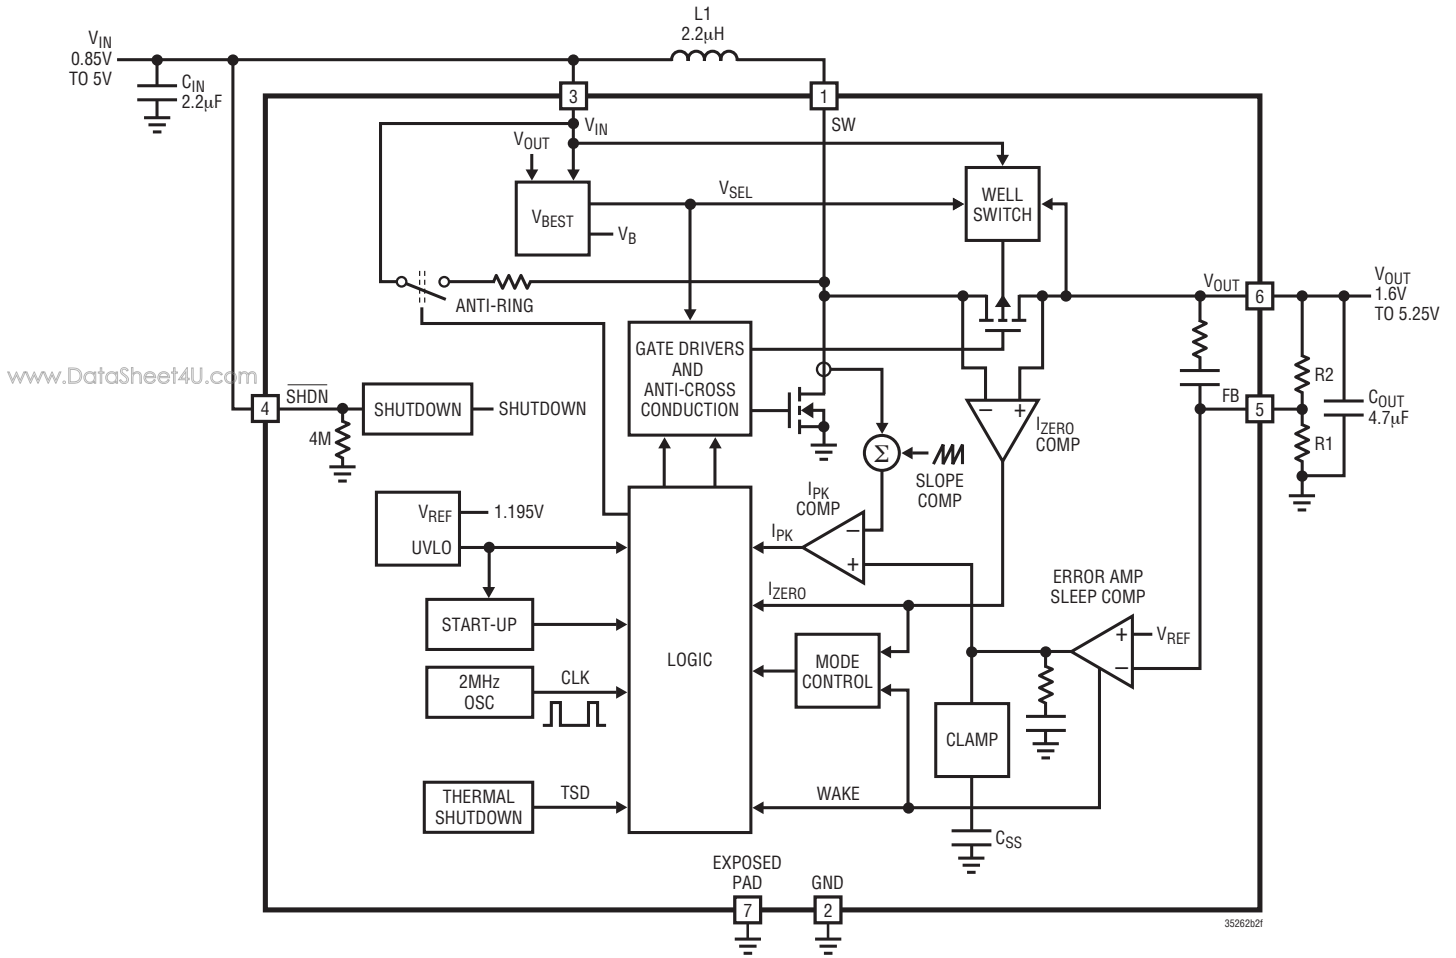 L1
2.2μH
VIN
0.85V
TO 5V
CIN
2.2μF
3
1
VIN
SW
VOUT
VSEL
WELL
SWITCH
VBEST
VB
ANTI-RING
VOUT
6
VOUT
1.6V
TO 5.25V
GATE DRIVERS
AND
ANTI-CROSS
CONDUCTION
www.DataSheet4U.com
R2
4
SHDN
SHUTDOWN
SHUTDOWN
FB
5
COUT
4.7μF
– +
IZERO
COMP
4M
R1
Σ
SLOPE
COMP
VREF
1.195V
UVLO
IPK
COMP
–
+
IPK
IZERO
ERROR AMP
SLEEP COMP
START-UP
+
–
VREF
LOGIC
MODE
CONTROL
2MHz
OSC
CLK
CLAMP
THERMAL
SHUTDOWN
TSD
WAKE
CSS
EXPOSED
PAD
GND
7
2
35262b2f